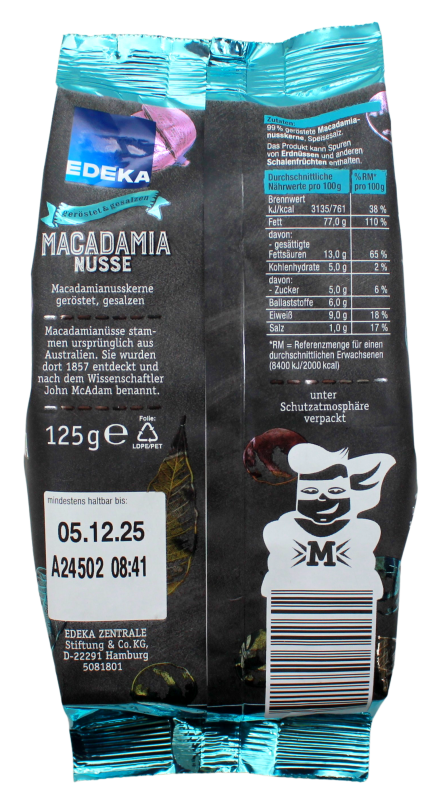 EDEKA
geröstet & gesalzen
MACADAMIA
NÜSSE
Macadamianusskerne
geröstet, gesalzen
Macadamianüsse stam-
men ursprünglich aus
Australien. Sie wurden
dort 1857 entdeckt und
nach dem Wissenschaftler
John McAdam benannt.
125g e
Folie:
LDPE/PET
mindestens haltbar bis:
05.12.25
A24502 08:41
EDEKA ZENTRALE
Stiftung & Co. KG,
D-22291 Hamburg
5081801
Zutaten:
99% geröstete Macadamia-
nusskerne, Speisesalz.
Das Produkt kann Spuren
von Erdnüssen und anderen
Schalenfrüchten enthalten.
Durchschnittliche %RM*
Nährwerte pro 100g pro 100g
Brennwert
kJ/kcal 3135/761 38 %
Fett 77,0 g 110 %
davon:
- gesättigte
Fettsäuren 13,0 g 65 %
Kohlenhydrate 5,0 g 2 %
davon:
- Zucker 5,0 g 6 %
Ballaststoffe 6,0 g
Eiweiß 9,0 g 18 %
Salz 1,0 g 17 %
*RM = Referenzmenge für einen
durchschnittlichen Erwachsenen
(8400 kJ/2000 kcal)
unter
Schutzatmosphäre
verpackt
M